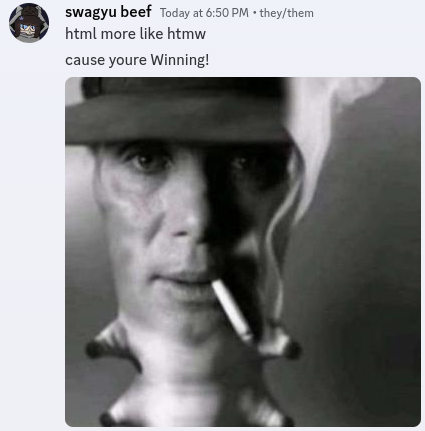 swagyu beef Today at 6:50 PM • they/them
html more like htmw
cause youre Winning!